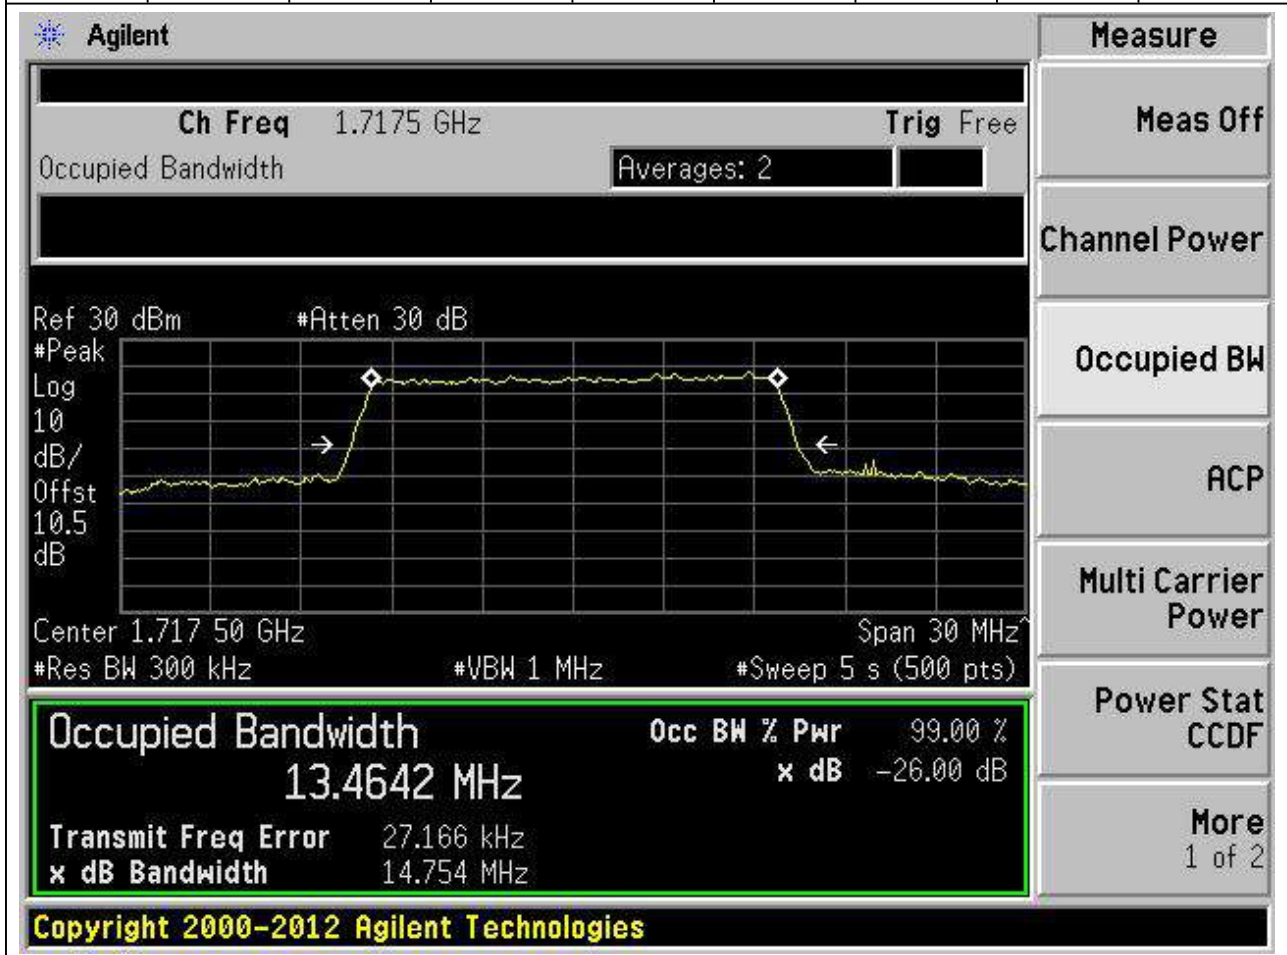 Agilent
Measure
Ch Freq 1.7175 GHz Trig Free
Meas Off
Occupied Bandwidth Averages: 2
Channel Power
Ref 30 dBm #Atten 30 dB
#Peak
Log
10
dB/
Offst
10.5
dB
Occupied BW
ACP
Center 1.717 50 GHz Span 30 MHz^
#Res BW 300 kHz #VBW 1 MHz #Sweep 5 s (500 pts)
Multi Carrier
Power
Occupied Bandwidth Occ BW % Pwr 99.00 %
13.4642 MHz x dB -26.00 dB
Transmit Freq Error 27.166 kHz
x dB Bandwidth 14.754 MHz
Power Stat
CCDF
More
1 of 2
Copyright 2000-2012 Agilent Technologies